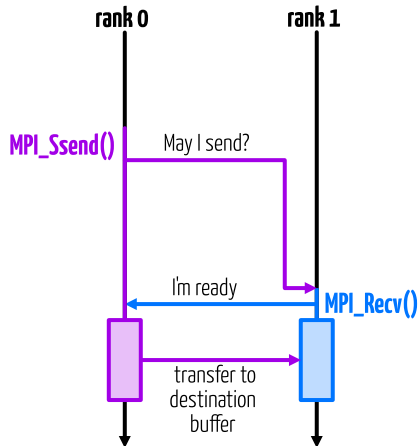 rank 0
rank 1
MPI_Ssend()
May I send?
I'm ready
MPI_Recv()
transfer to
destination
buffer